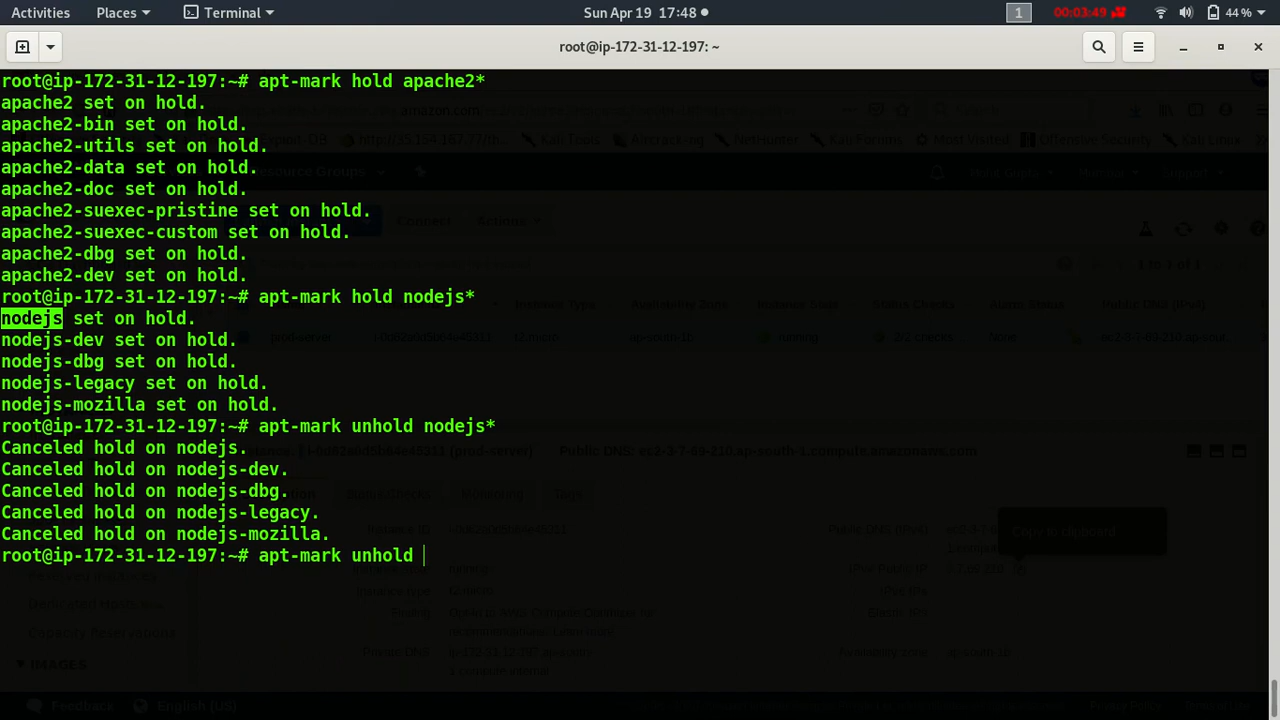 Activities Places Terminal Sun Apr 19 17:48 1 00:03:49 44 %
root@ip-172-31-12-197: ~
root@ip-172-31-12-197:~# apt-mark hold apache2*
apache2 set on hold.
apache2-bin set on hold.
apache2-utils set on hold.
apache2-data set on hold.
apache2-doc set on hold.
apache2-suexec-pristine set on hold.
apache2-suexec-custom set on hold.
apache2-dbg set on hold.
apache2-dev set on hold.
root@ip-172-31-12-197:~# apt-mark hold nodejs*
nodejs set on hold.
nodejs-dev set on hold.
nodejs-dbg set on hold.
nodejs-legacy set on hold.
nodejs-mozilla set on hold.
root@ip-172-31-12-197:~# apt-mark unhold nodejs*
Canceled hold on nodejs.
Canceled hold on nodejs-dev.
Canceled hold on nodejs-dbg.
Canceled hold on nodejs-legacy.
Canceled hold on nodejs-mozilla.
root@ip-172-31-12-197:~# apt-mark unhold
Copy to clipboard
Capacity Reservations
IMAGES
Feedback English (US)